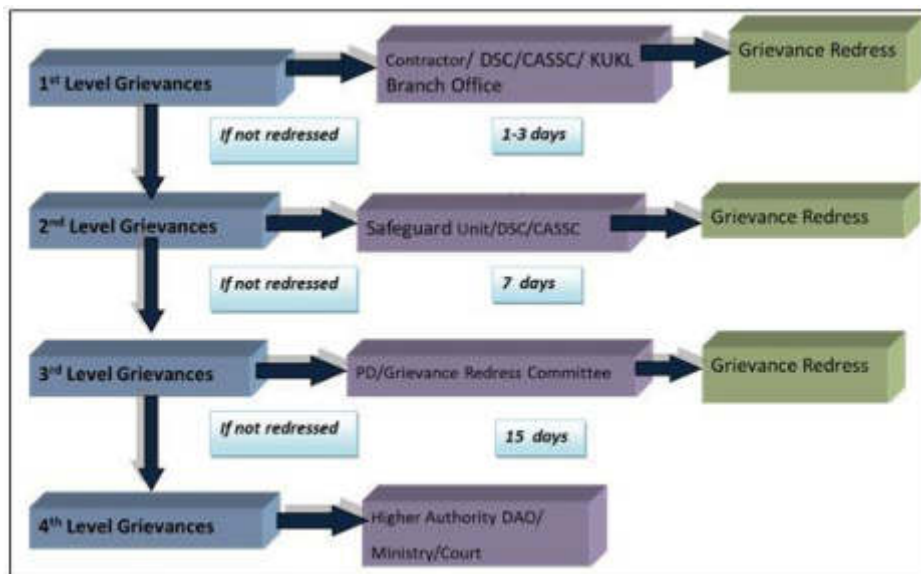 1st Level Grievances
Contractor/ DSC/CASSC/ KUKL
Branch Office
Grievance Redress
If not redressed
1-3 days
2nd Level Grievances
Safeguard Unit/DSC/CASSC
Grievance Redress
If not redressed
7 days
3rd Level Grievances
PD/Grievance Redress Committee
Grievance Redress
If not redressed
15 days
4th Level Grievances
Higher Authority DAO/
Ministry/Court